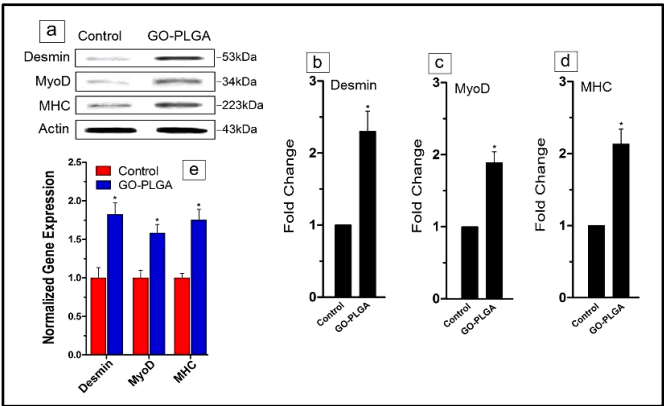 a
Control GO-PLGA
Desmin -53kDa
MyoD -34kDa
MHC -223kDa
Actin -43kDa
b
Desmin
Fold Change
3
2
1
0
Control
GO-PLGA
c
MyoD
Fold Change
3
2
1
0
Control
GO-PLGA
d
MHC
Fold Change
3
2
1
0
Control
GO-PLGA
e
Control
GO-PLGA
Normalized Gene Expression
2.5
2.0
1.5
1.0
0.5
0.0
* * *
Desmin
MyoD
MHC
*
*
*